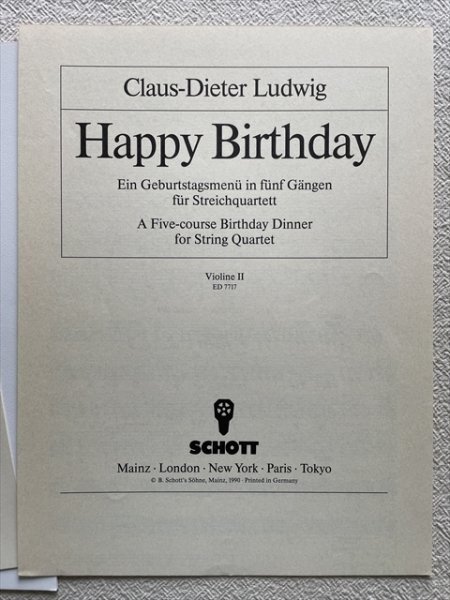 Claus-Dieter Ludwig
Happy Birthday
Ein Geburtstagsmenü in fünf Gängen
für Streichquartett
A Five-course Birthday Dinner
for String Quartet
Violine II
ED 7717
SCHOTT
Mainz · London · New York · Paris · Tokyo
© B. Schott's Söhne, Mainz, 1990 · Printed in Germany